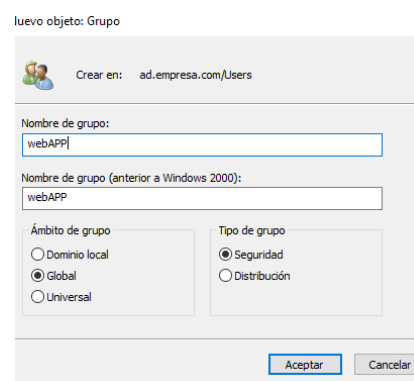 luevo objeto: Grupo
Crear en: ad.empresa.com/Users
Nombre de grupo:
webAPP
Nombre de grupo (anterior a Windows 2000):
webAPP
Ámbito de grupo
Dominio local
Global
Universal
Tipo de grupo
Seguridad
Distribución
Aceptar Cancelar